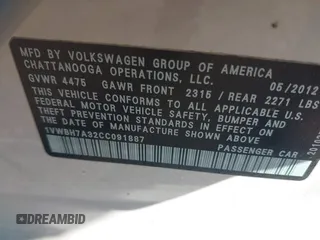 MFD BY VOLKSWAGEN GROUP OF AMERICA
CHATTANOOGA OPERATIONS, LLC. 05/2012
GVWR 4475 GAWR FRONT 2315 / REAR 2271 LBS
THIS VEHICLE CONFORMS TO ALL APPLICABLE U.S.
FEDERAL MOTOR VEHICLE SAFETY, BUMPER AND
THEFT PREVENTION STANDARDS IN EFFECT ON THE
DATE OF MANUFACTURE SHOWN ABOVE.
1VWBH7A32CC091887
PASSENGER CAR
DREAMBID